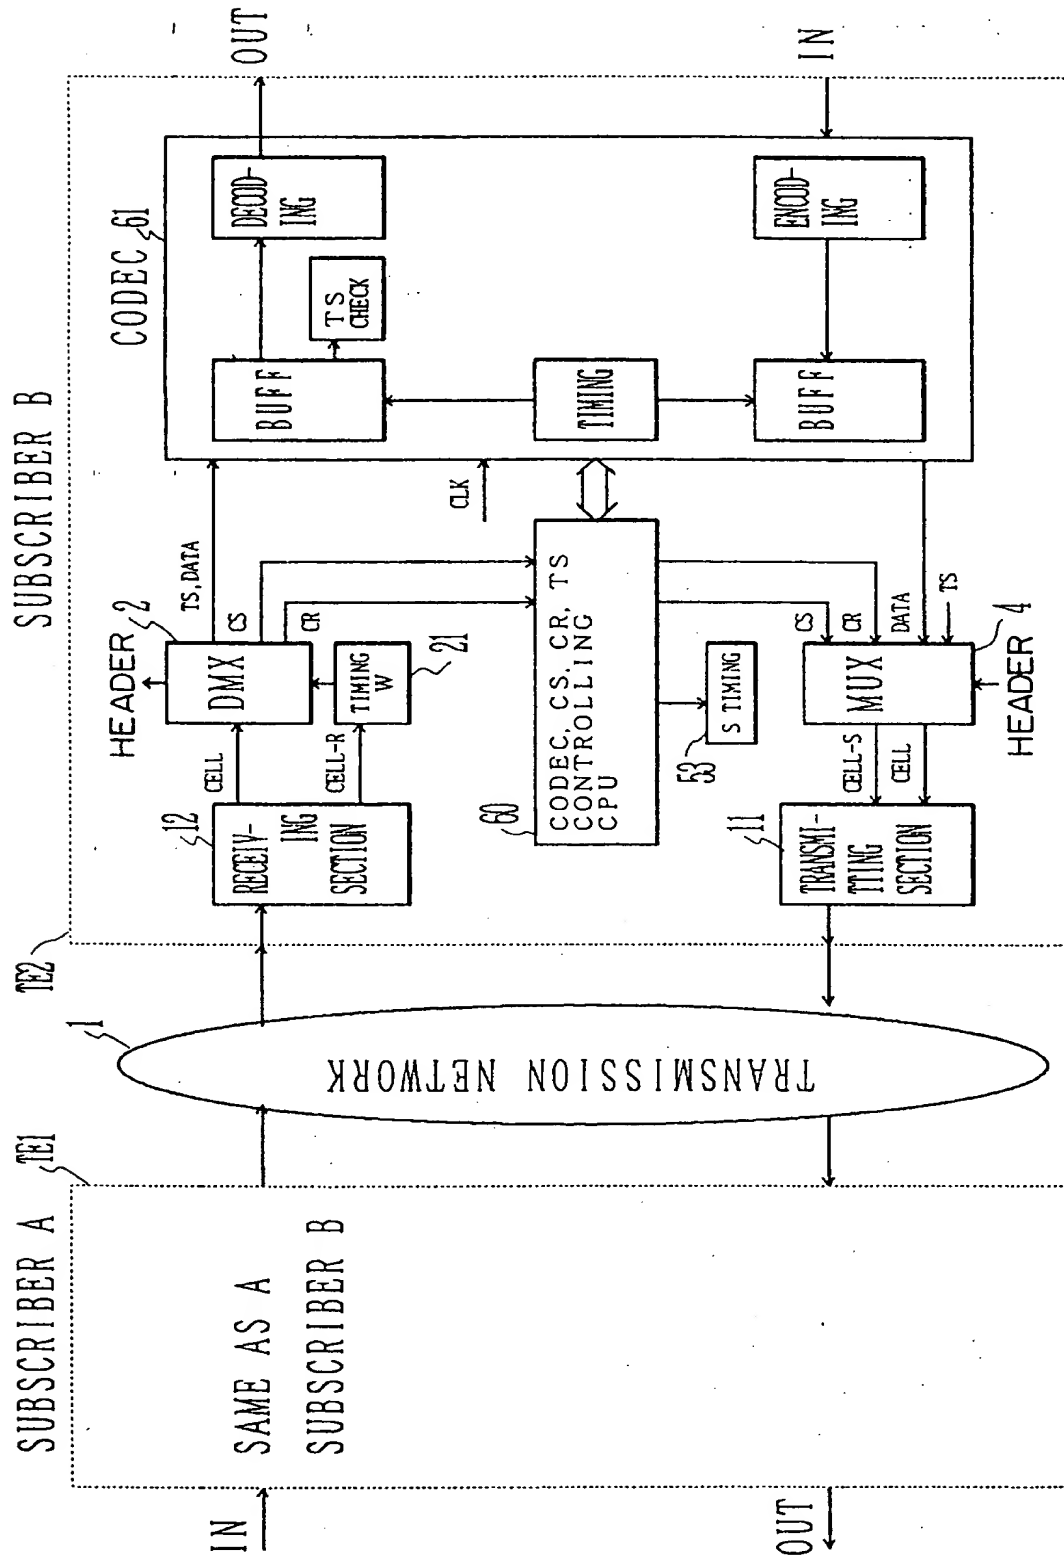 SUBSCRIBER A
TE1
IN
SAME AS A
SUBSCRIBER B
OUT
1
TRANSMISSION NETWORK
SUBSCRIBER B
TE2
12
RECEIV-
ING
SECTION
CELL
CELL-R
HEADER
2
DMX
TIMING
W
21
TS, DATA
CS
CR
CLK
60
CODEC, CS, CR, TS
CONTROLLING
CPU
53
S TIMING
CODEC 61
BUFF
TS
CHECK
DECOD-
ING
OUT
TIMING
BUFF
ENCOD-
ING
IN
11
TRANSMI-
TTING
SECTION
CELL-S
CELL
MUX
4
HEADER
CS
CR
DATA
TS